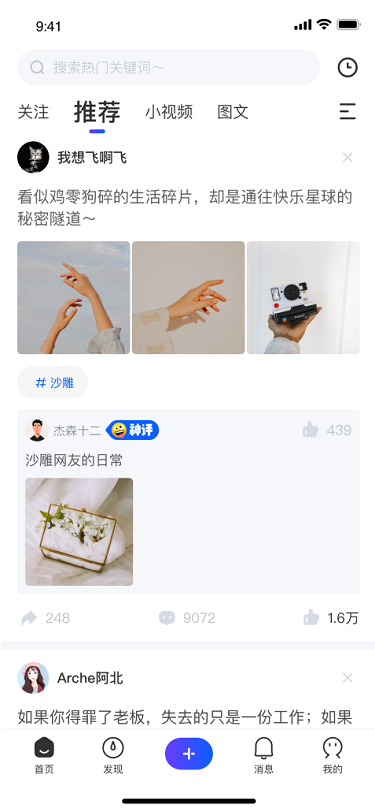 9:41
搜索热门关键词~
关注 推荐 小视频 图文
我想飞啊飞
看似鸡零狗碎的生活碎片，却是通往快乐星球的
秘密隧道～
# 沙雕
杰森十二 神评 439
沙雕网友的日常
248 9072 1.6万
Arche阿北
如果你得罪了老板，失去的只是一份工作；如果
首页 发现 消息 我的